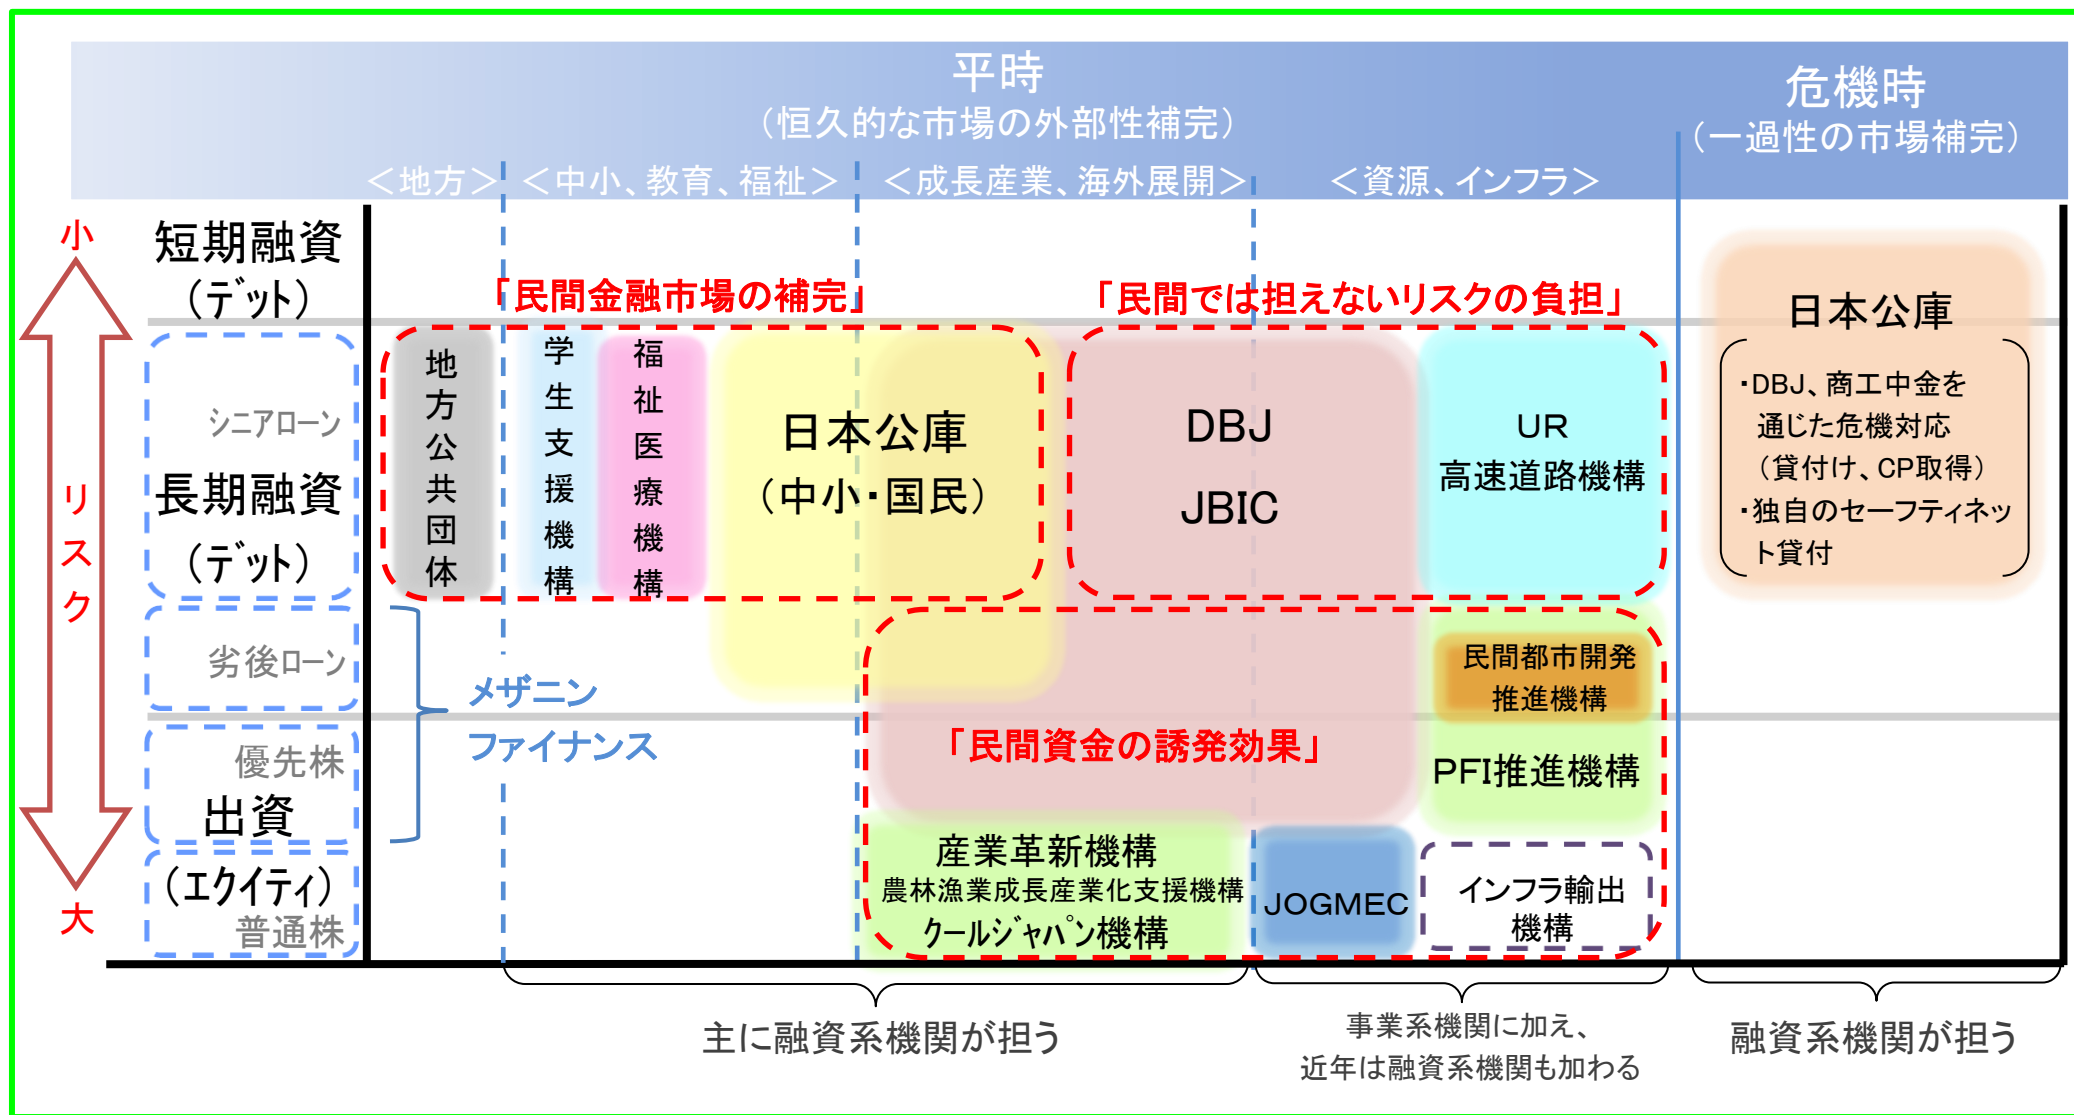 平時
（恒久的な市場の外部性補完）
危機時
（一過性の市場補完）
＜地方＞
＜中小、教育、福祉＞
＜成長産業、海外展開＞
＜資源、インフラ＞
小
リスク
大
短期融資
（ﾃﾞｯﾄ）
シニアローン
長期融資
（ﾃﾞｯﾄ）
劣後ローン
優先株
出資
（ｴｸｲﾃｨ）
普通株
メザニン
ファイナンス
「民間金融市場の補完」
「民間では担えないリスクの負担」
地方公共団体
学生支援機構
福祉医療機構
日本公庫
（中小・国民）
DBJ
JBIC
UR
高速道路機構
日本公庫
・DBJ、商工中金を
通じた危機対応
（貸付け、CP取得）
・独自のセーフティネッ
ト貸付
民間都市開発
推進機構
「民間資金の誘発効果」
PFI推進機構
産業革新機構
農林漁業成長産業化支援機構
ｸｰﾙｼﾞｬﾊﾟﾝ機構
JOGMEC
インフラ輸出
機構
主に融資系機関が担う
事業系機関に加え、
近年は融資系機関も加わる
融資系機関が担う